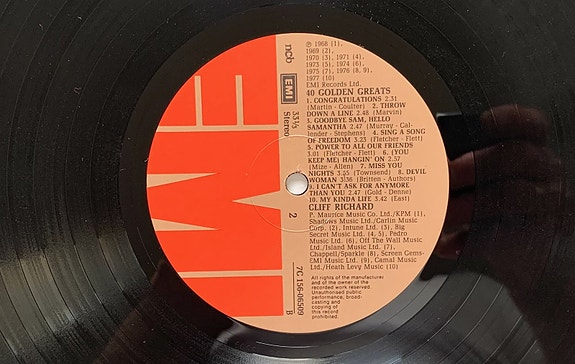 EMI
ncb
EMI
33⅓
Stereo
2
7C 156-06509
B
℗ 1968 (1),
1969 (2),
1970 (3), 1971 (4),
1973 (5), 1974 (6)
1975 (7), 1976 (8, 9),
1977 (10)
EMI Records Ltd.
40 GOLDEN GREATS
1. CONGRATULATIONS 2.31
(Martin - Coulter) 2. THROW
DOWN A LINE 2.48 (Marvin)
3. GOODBYE SAM, HELLO
SAMANTHA 2.47 (Murray - Cal-
lender - Stephens) 4. SING A SONG
OF FREEDOM 3.23 (Fletcher - Flett)
5. POWER TO ALL OUR FRIENDS
3.01 (Fletcher - Flett) 6. (YOU
KEEP ME) HANGIN' ON 2.57
(Mize - Allen) 7. MISS YOU
NIGHTS 3.55 (Townsend) 8. DEVIL
WOMAN 3.36 (Britten - Authors)
9. I CAN'T ASK FOR ANYMORE
THAN YOU 2.47 (Gold - Denne)
10. MY KINDA LIFE 3.42 (East)
CLIFF RICHARD
P. Maurice Music Co. Ltd./KPM (1),
Shadows Music Ltd./Carlin Music
Corp. (2), Intune Ltd. (3), Big
Secret Music Ltd. (4, 5), Pedro
Music Ltd. (6), Off The Wall Music
Ltd./Island Music Ltd. (7),
Chappell/Sparkle (8), Screen Gems-
EMI Music Ltd. (9), Camal Music
Ltd./Heath Levy Music (10)
All rights of the manufacturer
and of the owner of the
recorded work reserved.
Unauthorised public
performance, broad-
casting and
copying of
this record
prohibited.